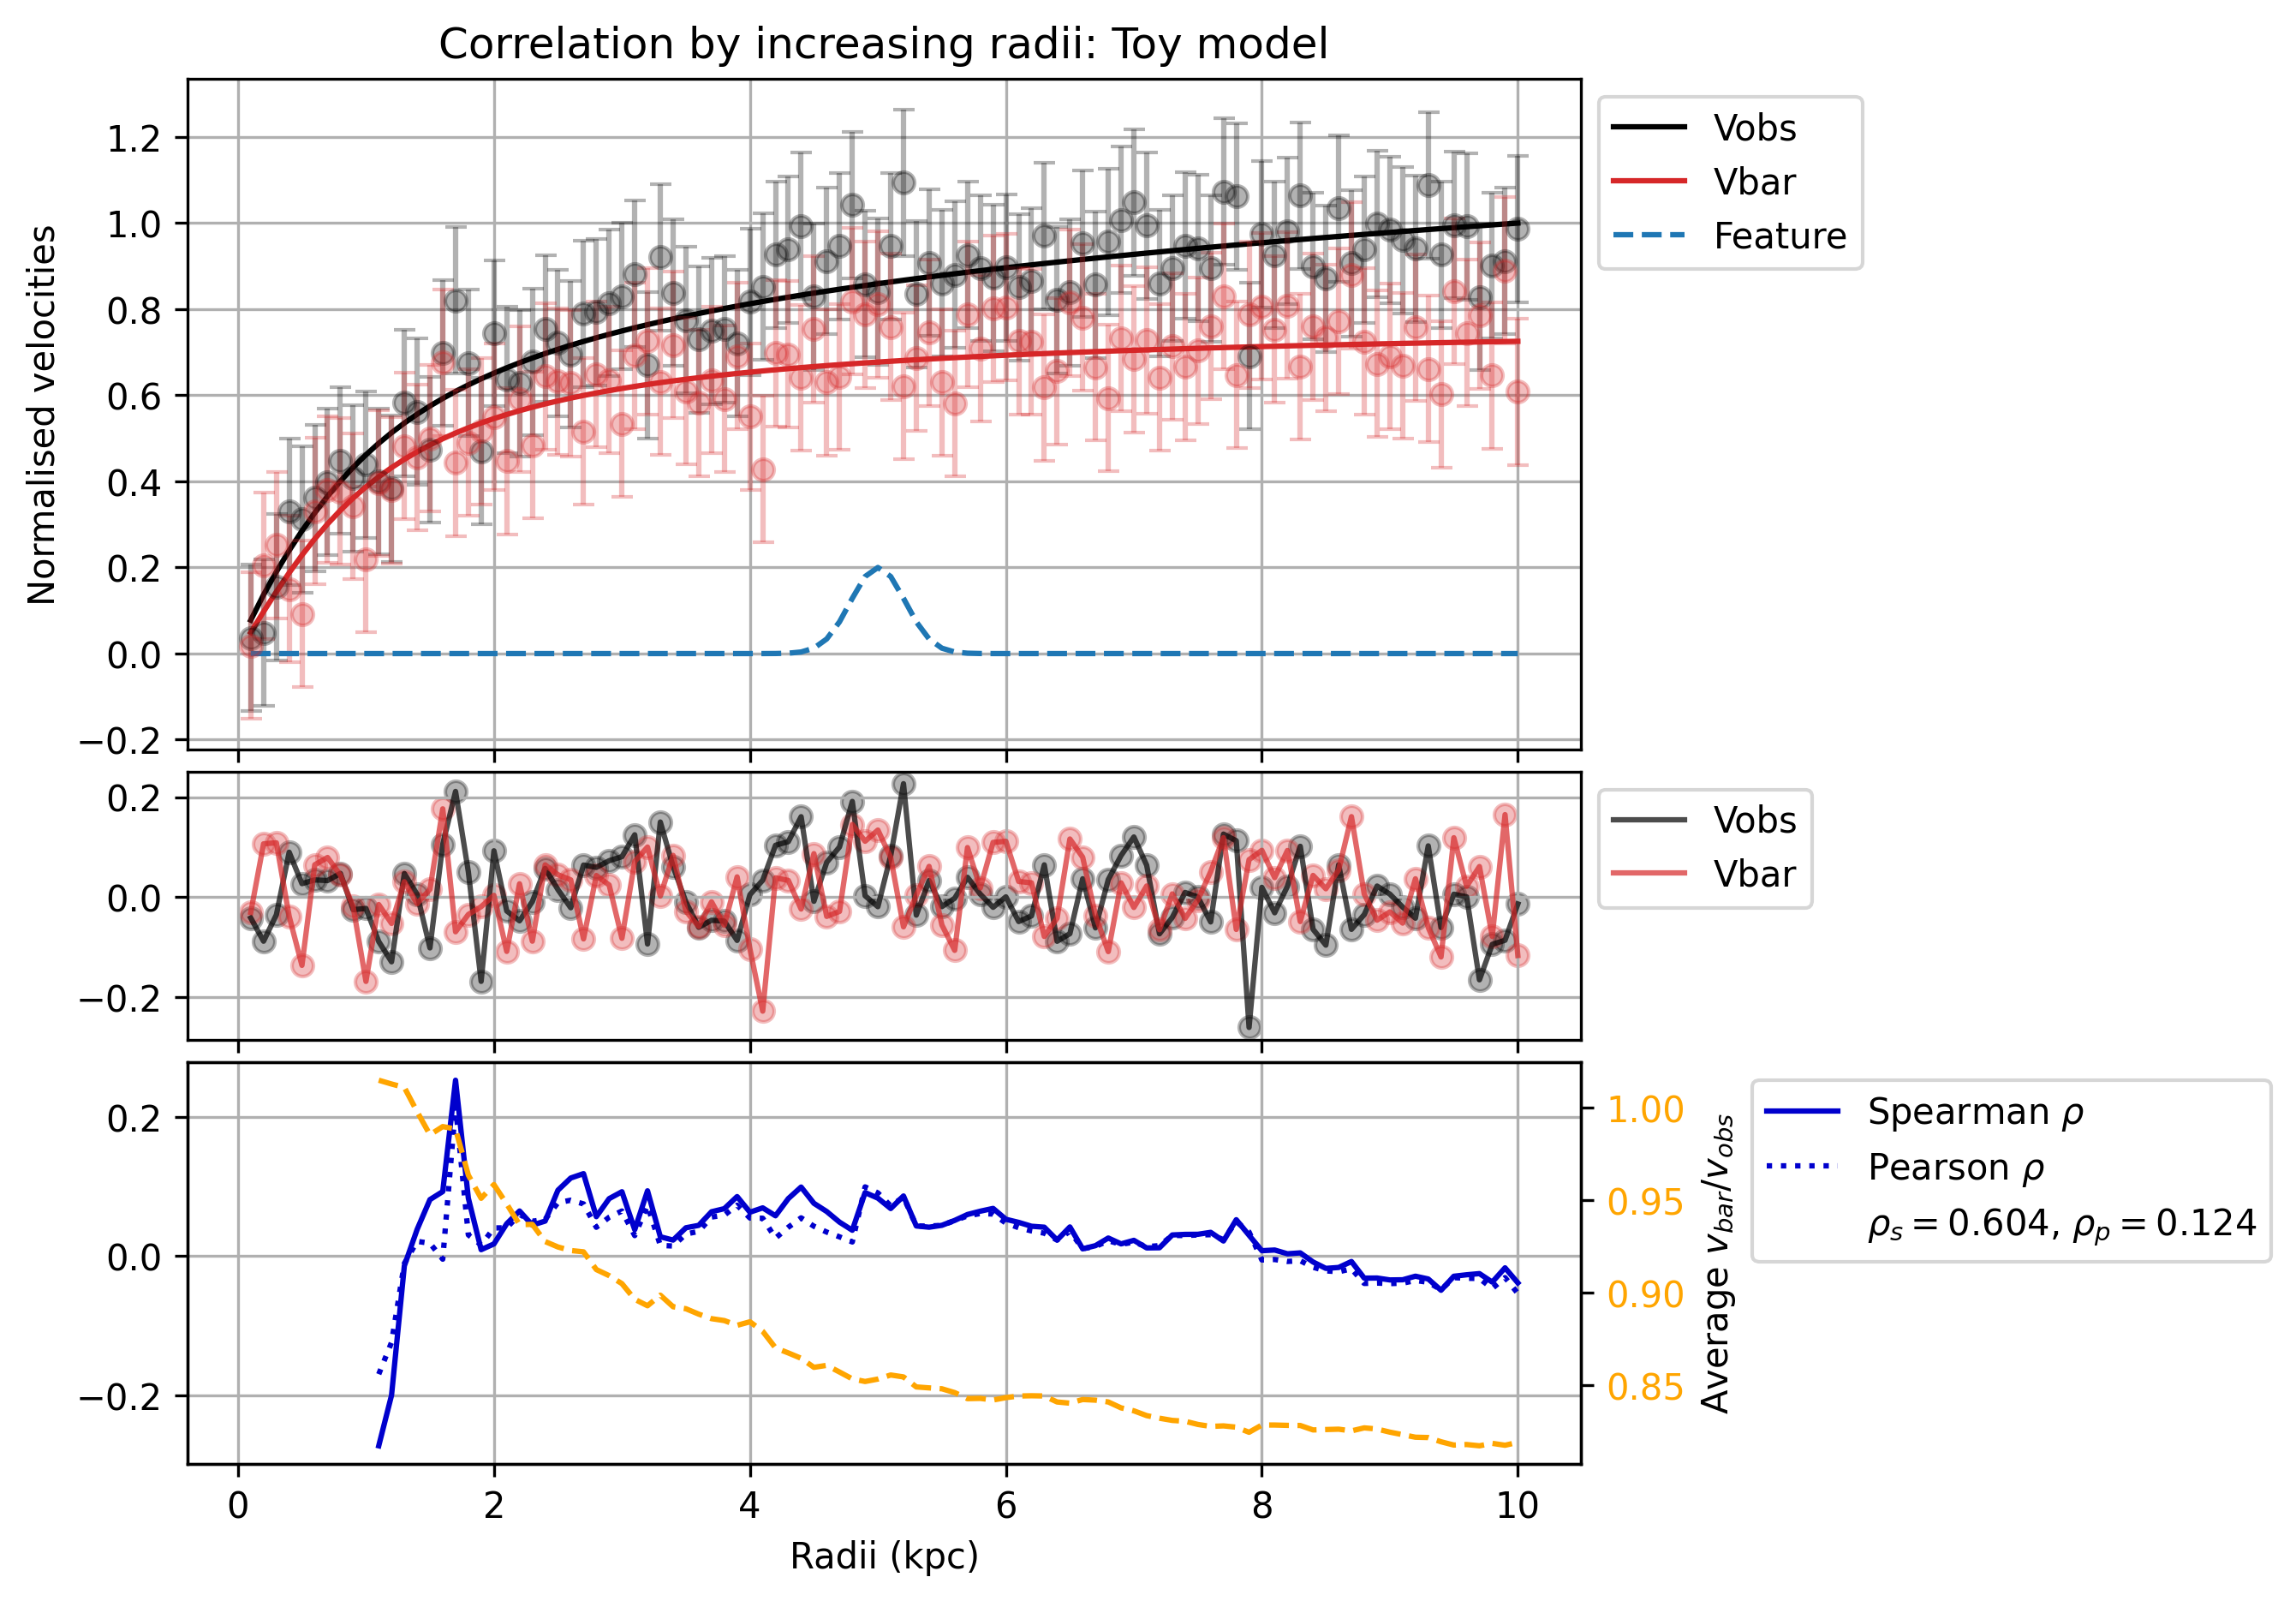 Correlation by increasing radii: Toy model
Normalised velocities
1.2
1.0
0.8
0.6
0.4
0.2
0.0
−0.2
Vobs
Vbar
Feature
0.2
0.0
−0.2
Vobs
Vbar
0.2
0.0
−0.2
1.00
0.95
0.90
0.85
Average v_bar/v_obs
Spearman ρ
Pearson ρ
ρ_s = 0.604, ρ_p = 0.124
0 2 4 6 8 10
Radii (kpc)